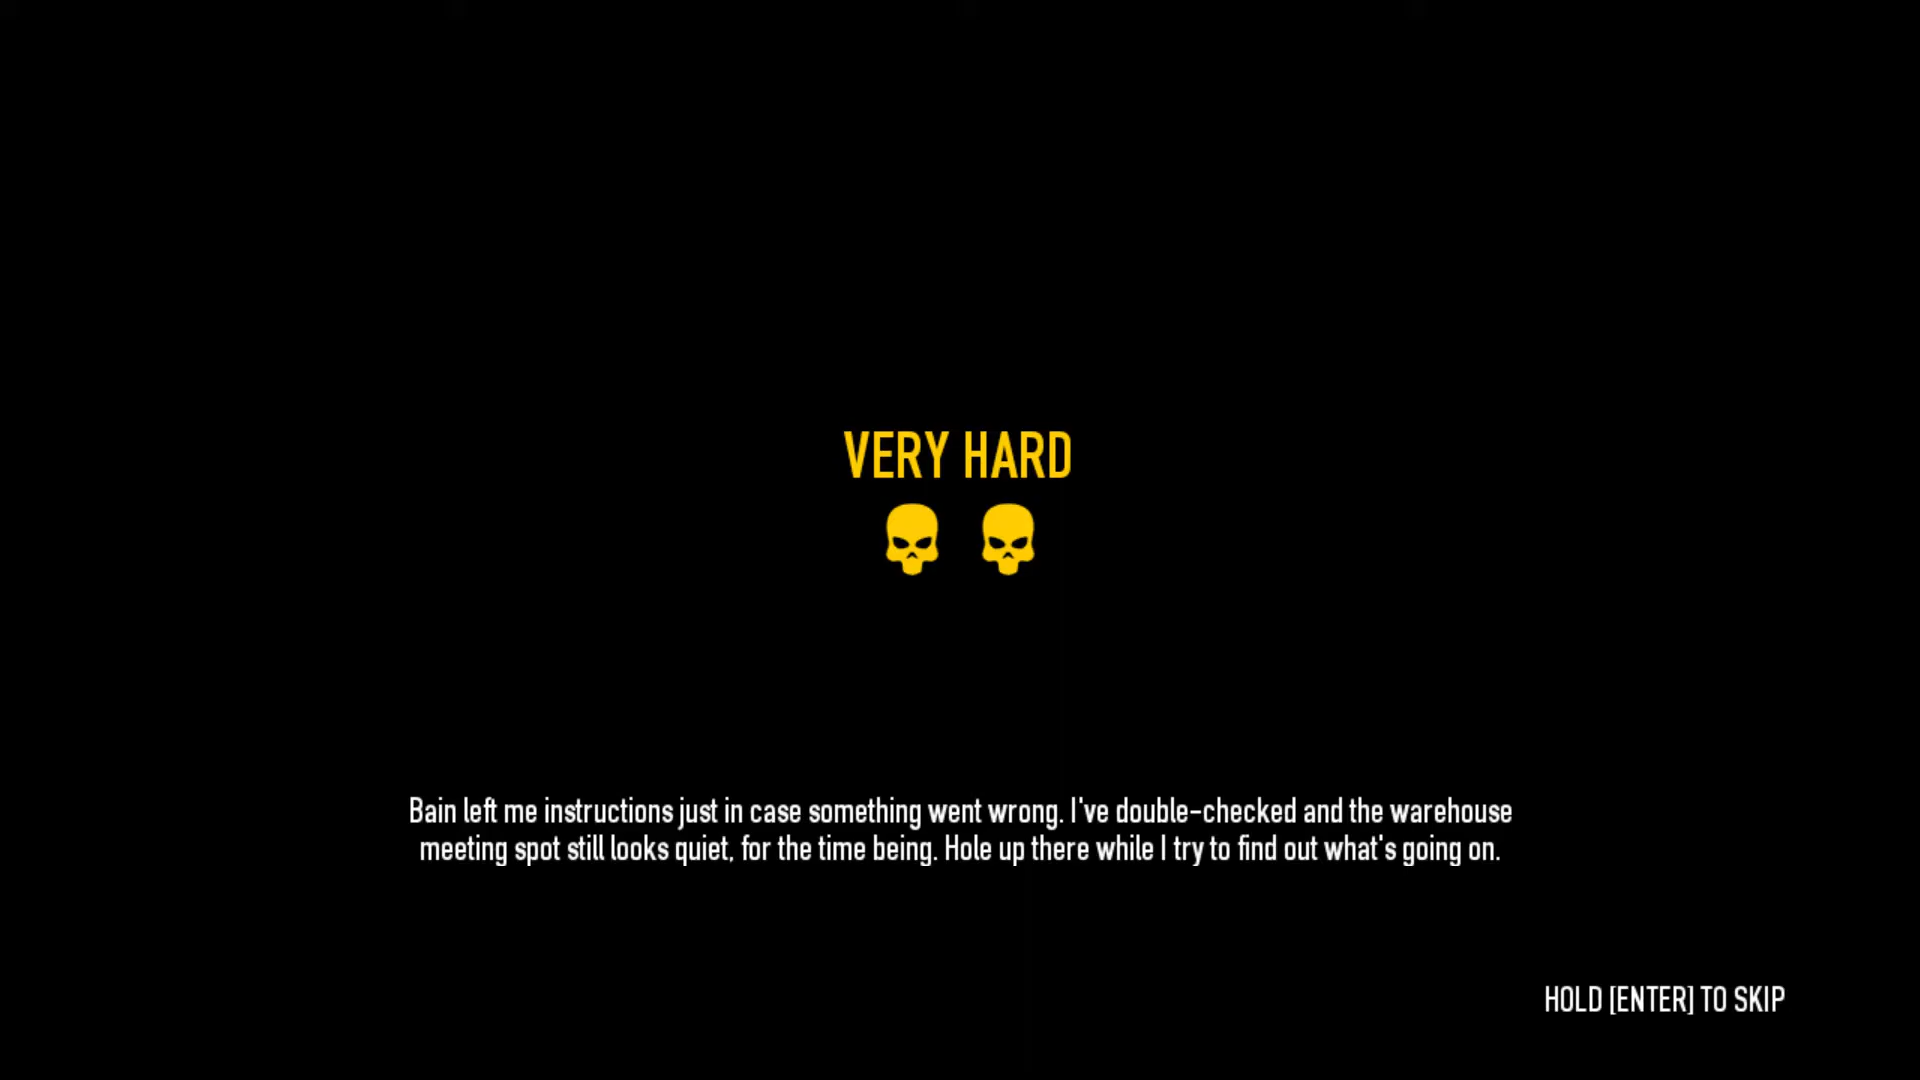 VERY HARD
Bain left me instructions just in case something went wrong. I've double-checked and the warehouse
meeting spot still looks quiet, for the time being. Hole up there while I try to find out what's going on.
HOLD [ENTER] TO SKIP